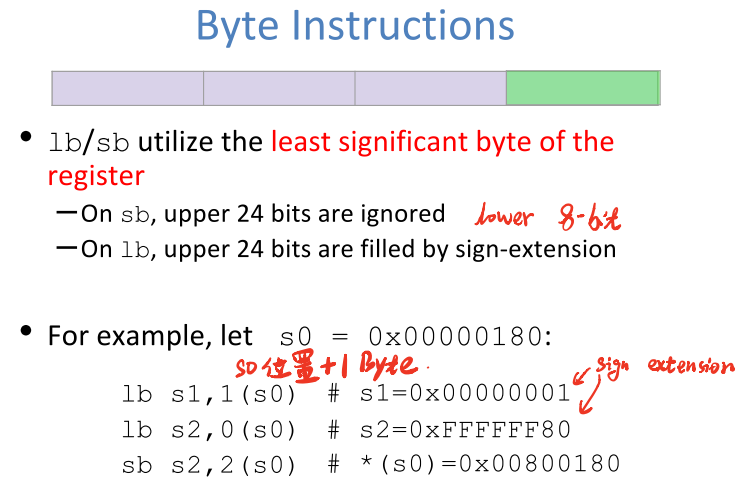 Byte Instructions
• lb/sb utilize the least significant byte of the
register
—On sb, upper 24 bits are ignored lower 8-bit
—On lb, upper 24 bits are filled by sign-extension
• For example, let s0 = 0x00000180:
s0位置+1 Byte. sign extension
lb s1,1(s0) # s1=0x00000001
lb s2,0(s0) # s2=0xFFFFFF80
sb s2,2(s0) # *(s0)=0x00800180